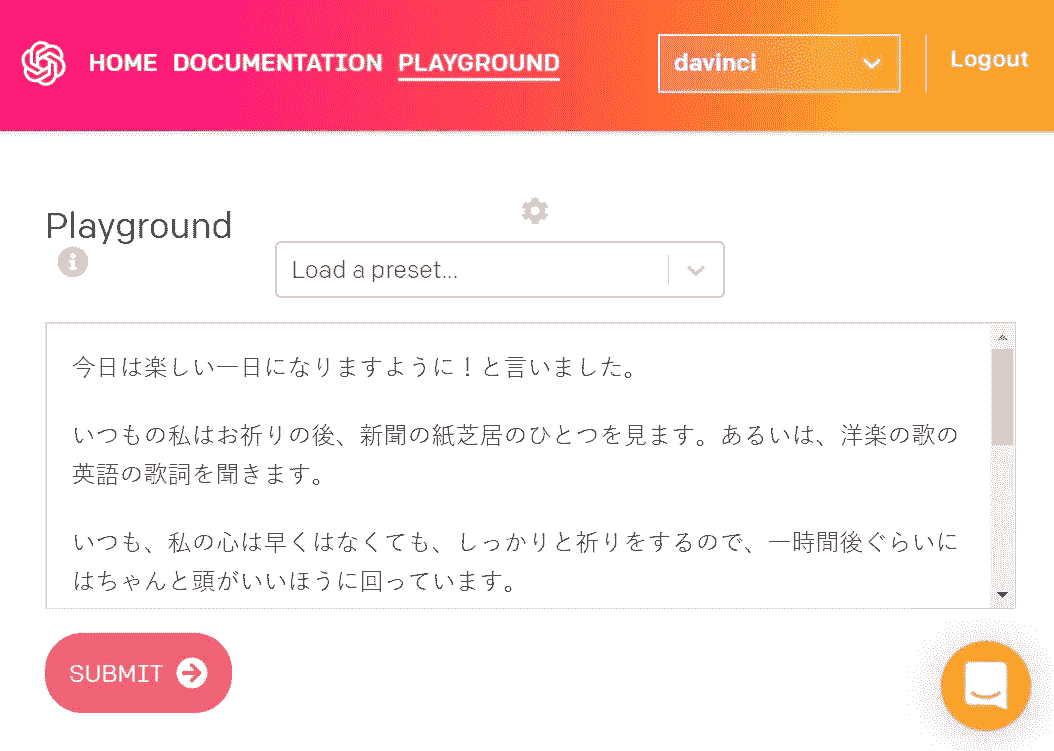 HOME DOCUMENTATION PLAYGROUND davinci Logout
Playground
Load a preset...
今日は楽しい一日になりますように！と言いました。
いつもの私はお祈りの後、新聞の紙芝居のひとつを見ます。あるいは、洋楽の歌の
英語の歌詞を聞きます。
いつも、私の心は早くはなくても、しっかりと祈りをするので、一時間後ぐらいに
はちゃんと頭がいいほうに回っています。
SUBMIT